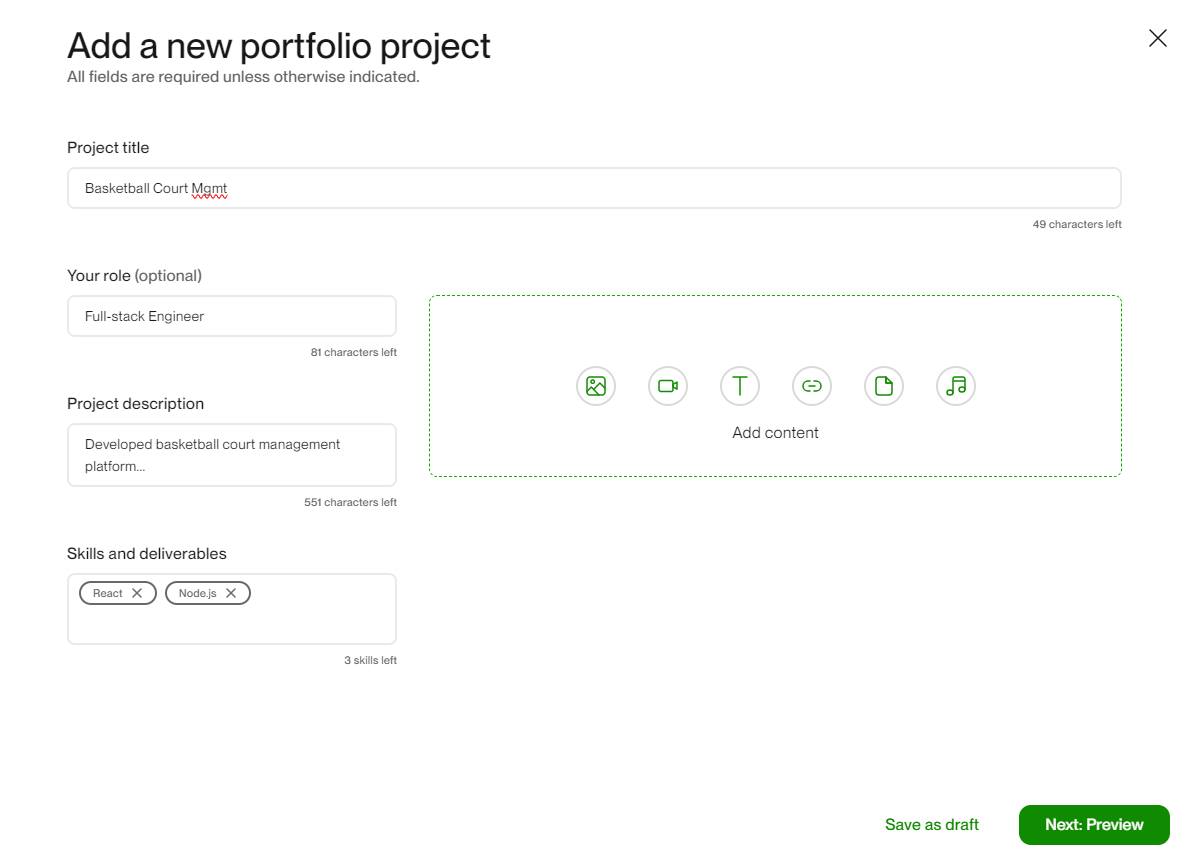 Add a new portfolio project
All fields are required unless otherwise indicated.
Project title
Basketball Court Mgmt
49 characters left
Your role (optional)
Full-stack Engineer
81 characters left
Project description
Developed basketball court management
platform...
551 characters left
Skills and deliverables
React
Node.js
3 skills left
Add content
Save as draft
Next: Preview